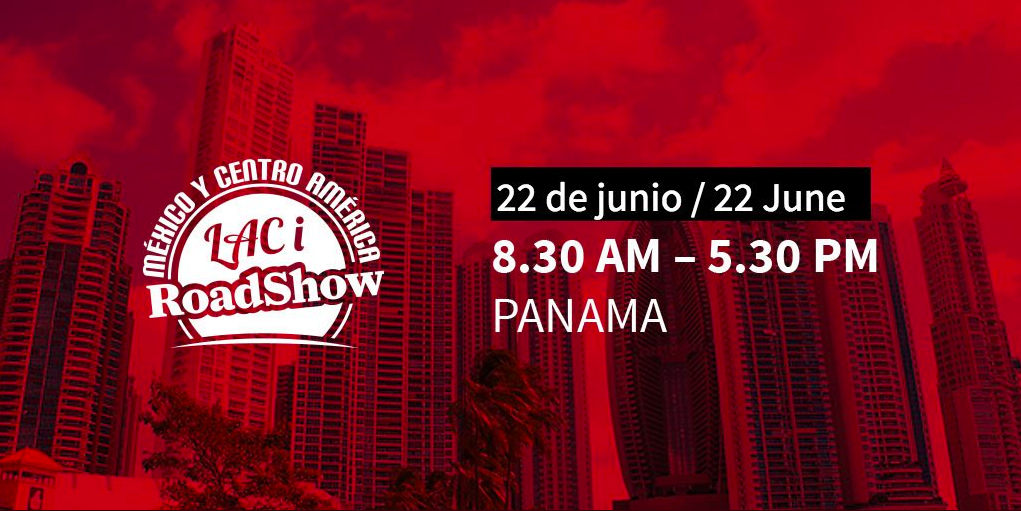 MÉXICO Y CENTRO AMÉRICA
LAC i
RoadShow
22 de junio / 22 June
8.30 AM – 5.30 PM
PANAMA